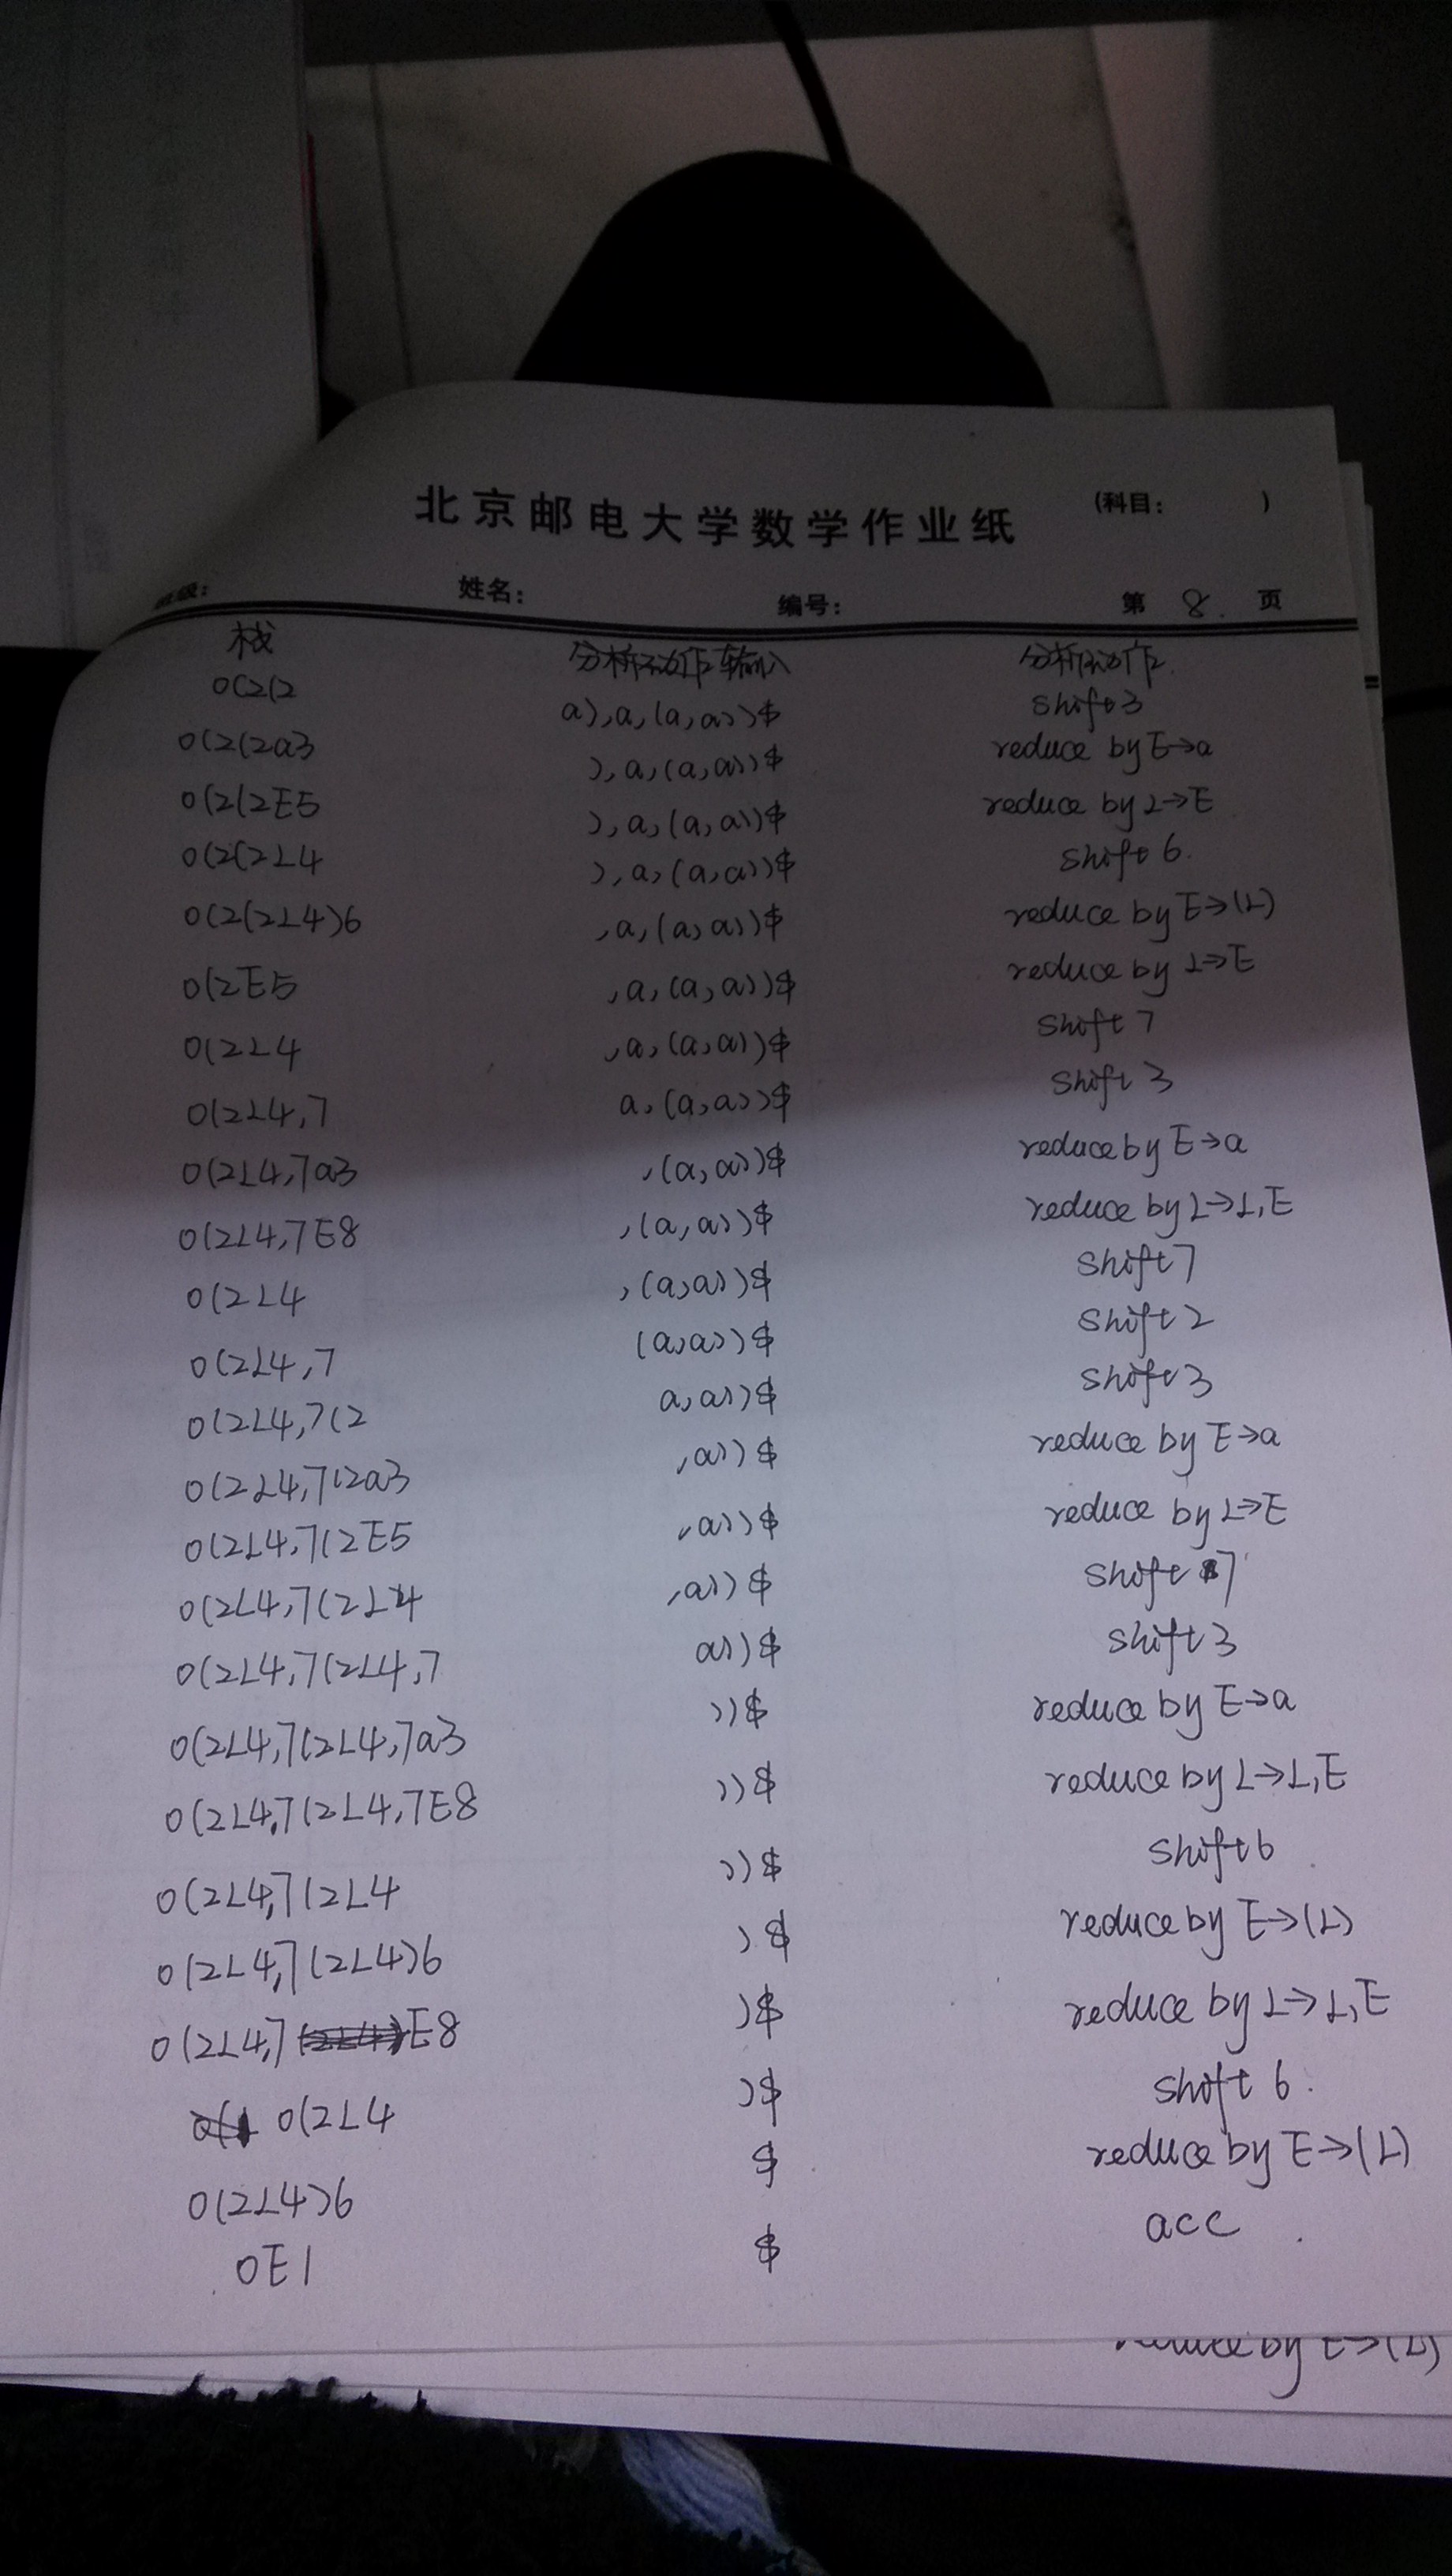 北京邮电大学数学作业纸 (科目: )
姓名: 编号: 第 8. 页
栈 输入 分析动作
0(2(2 a),a,(a,a))$ shift 3
0(2(2a3 ),a,(a,a))$ reduce by E→a
0(2(2E5 ),a,(a,a))$ reduce by L→E
0(2(2L4 ),a,(a,a))$ shift 6.
0(2(2L4)6 ,a,(a,a))$ reduce by E→(L)
0(2E5 ,a,(a,a))$ reduce by L→E
0(2L4 ,a,(a,a))$ shift 7
0(2L4,7 a,(a,a))$ shift 3
0(2L4,7a3 ,(a,a))$ reduce by E→a
0(2L4,7E8 ,(a,a))$ reduce by L→L,E
0(2L4 ,(a,a))$ shift 7
0(2L4,7 (a,a))$ shift 2
0(2L4,7(2 a,a))$ shift 3
0(2L4,7(2a3 ,a))$ reduce by E→a
0(2L4,7(2E5 ,a))$ reduce by L→E
0(2L4,7(2L4 ,a))$ shift 7
0(2L4,7(2L4,7 a))$ shift 3
0(2L4,7(2L4,7a3 ))$ reduce by E→a
0(2L4,7(2L4,7E8 ))$ reduce by L→L,E
0(2L4,7(2L4 ))$ shift 6
0(2L4,7(2L4)6 )$ reduce by E→(L)
0(2L4,7E8 )$ reduce by L→L,E
0(2L4 )$ shift 6.
0(2L4)6 $ reduce by E→(L)
0E1 $ acc
reduce by E→(L)